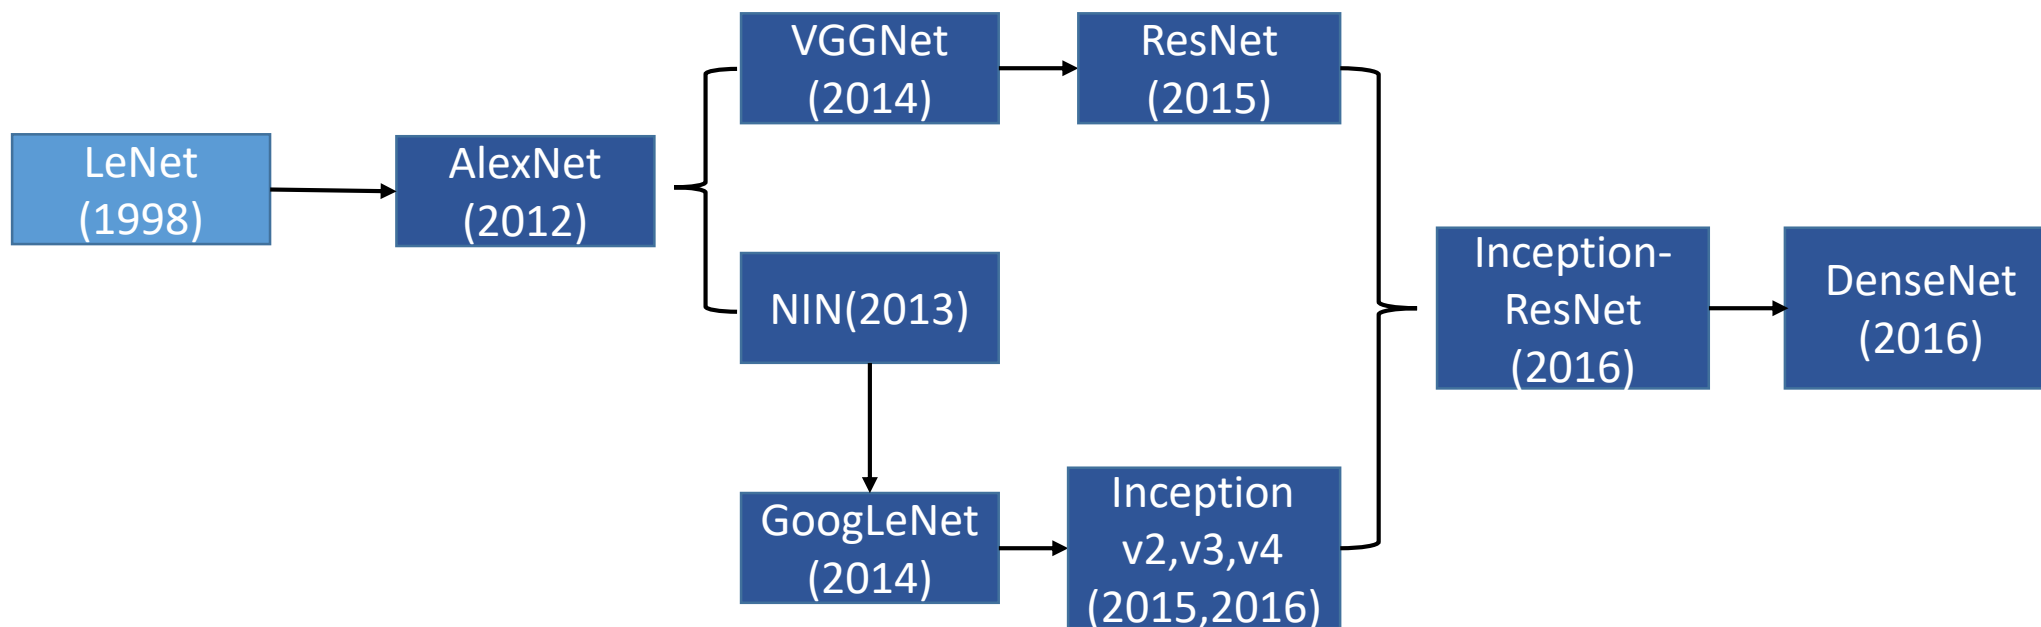 LeNet
(1998)
AlexNet
(2012)
VGGNet
(2014)
ResNet
(2015)
NIN(2013)
GoogLeNet
(2014)
Inception
v2,v3,v4
(2015,2016)
Inception-
ResNet
(2016)
DenseNet
(2016)